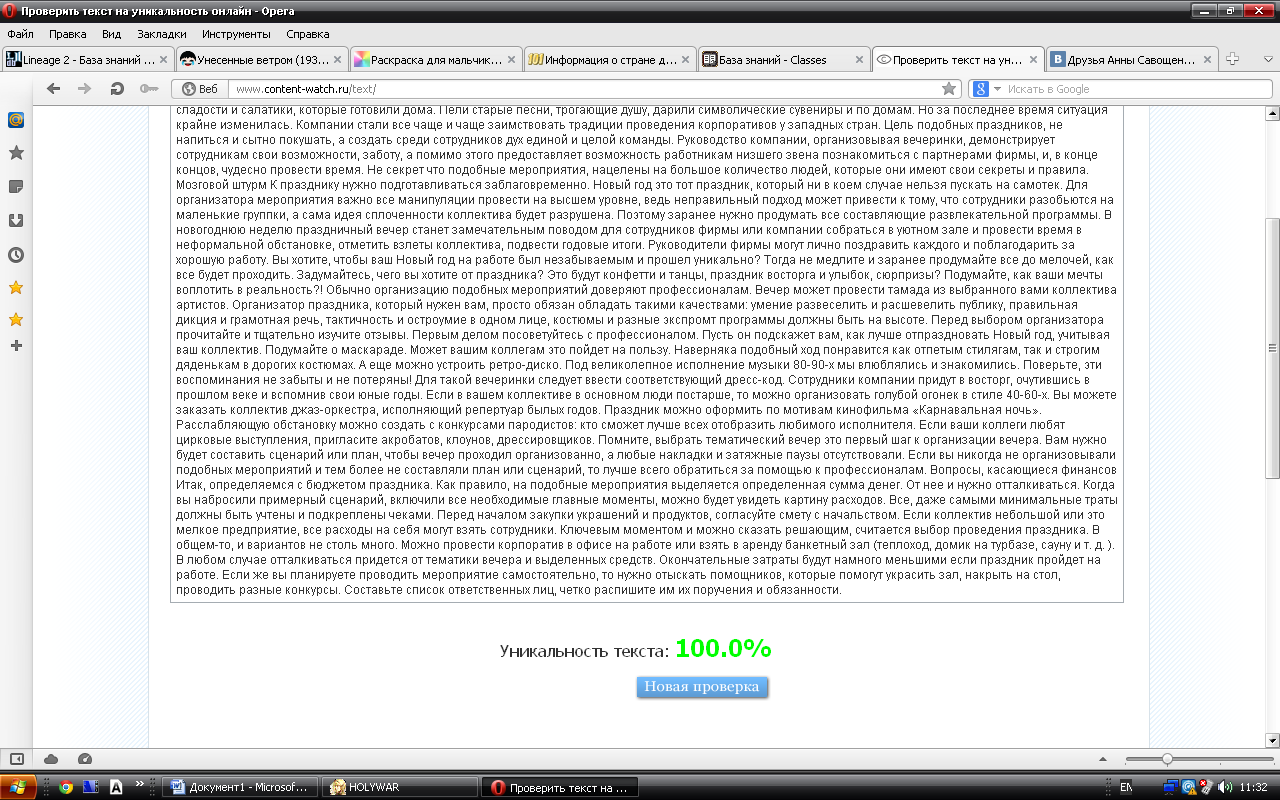 Проверить текст на уникальность онлайн - Opera
Файл Правка Вид Закладки Инструменты Справка
Lineage 2 - База знаний ... Унесенные ветром (193... Раскраска для мальчик... Информация о стране д... База знаний - Classes Проверить текст на ун... Друзья Анны Савощен...
Веб www.content-watch.ru/text/ Искать в Google
сладости и салатики, которые готовили дома. Пели старые песни, трогающие душу, дарили символические сувениры и по домам. Но за последнее время ситуация
крайне изменилась. Компании стали все чаще и чаще заимствовать традиции проведения корпоративов у западных стран. Цель подобных праздников, не
напиться и сытно покушать, а создать среди сотрудников дух единой и целой команды. Руководство компании, организовывая вечеринки, демонстрирует
сотрудникам свои возможности, заботу, а помимо этого предоставляет возможность работникам низшего звена познакомиться с партнерами фирмы, и, в конце
концов, чудесно провести время. Не секрет что подобные мероприятия, нацелены на большое количество людей, которые они имеют свои секреты и правила.
Мозговой штурм К празднику нужно подготавливаться заблаговременно. Новый год это тот праздник, который ни в коем случае нельзя пускать на самотек. Для
организатора мероприятия важно все манипуляции провести на высшем уровне, ведь неправильный подход может привести к тому, что сотрудники разобьются на
маленькие группки, а сама идея сплоченности коллектива будет разрушена. Поэтому заранее нужно продумать все составляющие развлекательной программы. В
новогоднюю неделю праздничный вечер станет замечательным поводом для сотрудников фирмы или компании собраться в уютном зале и провести время в
неформальной обстановке, отметить взлеты коллектива, подвести годовые итоги. Руководители фирмы могут лично поздравить каждого и поблагодарить за
хорошую работу. Вы хотите, чтобы ваш Новый год на работе был незабываемым и прошел уникально? Тогда не медлите и заранее продумайте все до мелочей, как
все будет проходить. Задумайтесь, чего вы хотите от праздника? Это будут конфетти и танцы, праздник восторга и улыбок, сюрпризы? Подумайте, как ваши мечты
воплотить в реальность?! Обычно организацию подобных мероприятий доверяют профессионалам. Вечер может провести тамада из выбранного вами коллектива
артистов. Организатор праздника, который нужен вам, просто обязан обладать такими качествами: умение развеселить и расшевелить публику, правильная
дикция и грамотная речь, тактичность и остроумие в одном лице, костюмы и разные экспромт программы должны быть на высоте. Перед выбором организатора
прочитайте и тщательно изучите отзывы. Первым делом посоветуйтесь с профессионалом. Пусть он подскажет вам, как лучше отпраздновать Новый год, учитывая
ваш коллектив. Подумайте о маскараде. Может вашим коллегам это пойдет на пользу. Наверняка подобный ход понравится как отпетым стилягам, так и строгим
дяденькам в дорогих костюмах. А еще можно устроить ретро-диско. Под великолепное исполнение музыки 80-90-х мы влюблялись и знакомились. Поверьте, эти
воспоминания не забыты и не потеряны! Для такой вечеринки следует ввести соответствующий дресс-код. Сотрудники компании придут в восторг, очутившись в
прошлом веке и вспомнив свои юные годы. Если в вашем коллективе в основном люди постарше, то можно организовать голубой огонек в стиле 40-60-х. Вы можете
заказать коллектив джаз-оркестра, исполняющий репертуар былых годов. Праздник можно оформить по мотивам кинофильма «Карнавальная ночь».
Расслабляющую обстановку можно создать с конкурсами пародистов: кто сможет лучше всех отобразить любимого исполнителя. Если ваши коллеги любят
цирковые выступления, пригласите акробатов, клоунов, дрессировщиков. Помните, выбрать тематический вечер это первый шаг к организации вечера. Вам нужно
будет составить сценарий или план, чтобы вечер проходил организованно, а любые накладки и затяжные паузы отсутствовали. Если вы никогда не организовывали
подобных мероприятий и тем более не составляли план или сценарий, то лучше всего обратиться за помощью к профессионалам. Вопросы, касающиеся финансов
Итак, определяемся с бюджетом праздника. Как правило, на подобные мероприятия выделяется определенная сумма денег. От нее и нужно отталкиваться. Когда
вы набросили примерный сценарий, включили все необходимые главные моменты, можно будет увидеть картину расходов. Все, даже самыми минимальные траты
должны быть учтены и подкреплены чеками. Перед началом закупки украшений и продуктов, согласуйте смету с начальством. Если коллектив небольшой или это
мелкое предприятие, все расходы на себя могут взять сотрудники. Ключевым моментом и можно сказать решающим, считается выбор проведения праздника. В
общем-то, и вариантов не столь много. Можно провести корпоратив в офисе на работе или взять в аренду банкетный зал (теплоход, домик на турбазе, сауну и т. д. ).
В любом случае отталкиваться придется от тематики вечера и выделенных средств. Окончательные затраты будут намного меньшими если праздник пройдет на
работе. Если же вы планируете проводить мероприятие самостоятельно, то нужно отыскать помощников, которые помогут украсить зал, накрыть на стол,
проводить разные конкурсы. Составьте список ответственных лиц, четко распишите им их поручения и обязанности.
Уникальность текста: 100.0%
Новая проверка
Документ1 - Microsof... HOLYWAR Проверить текст на ... EN 11:32